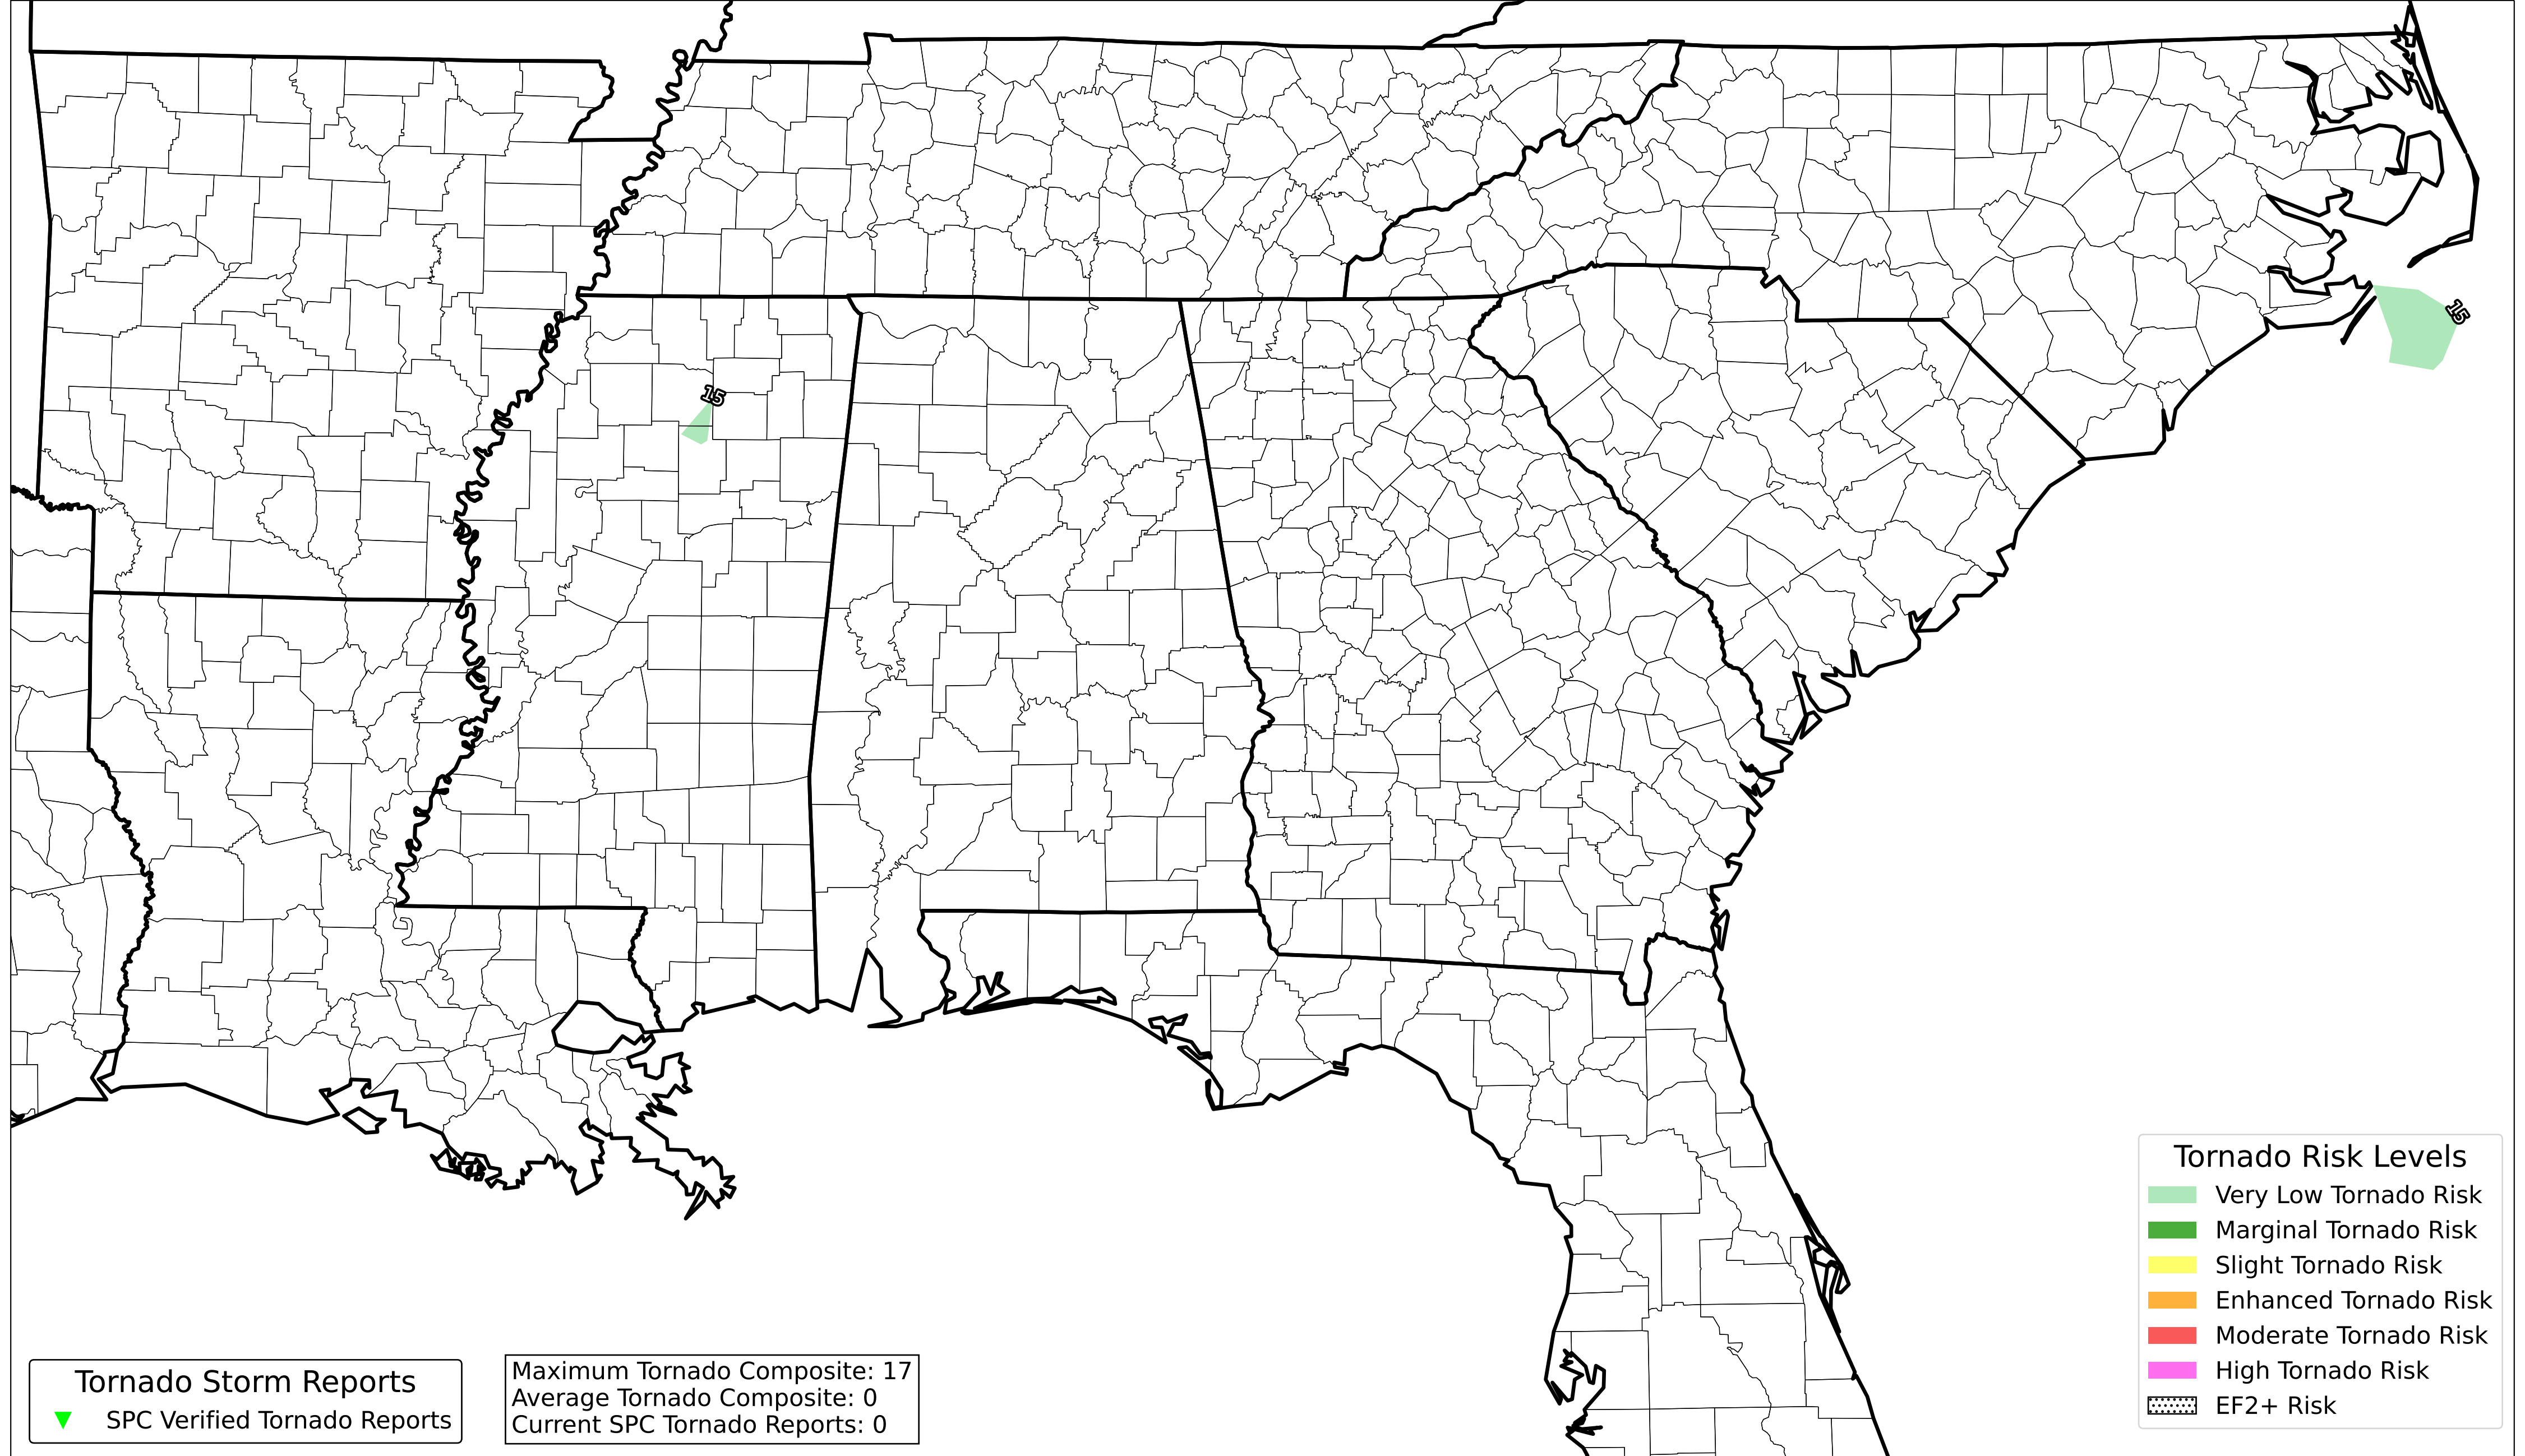 15
15
Tornado Risk Levels
Very Low Tornado Risk
Marginal Tornado Risk
Slight Tornado Risk
Enhanced Tornado Risk
Moderate Tornado Risk
High Tornado Risk
EF2+ Risk
Tornado Storm Reports
SPC Verified Tornado Reports
Maximum Tornado Composite: 17
Average Tornado Composite: 0
Current SPC Tornado Reports: 0